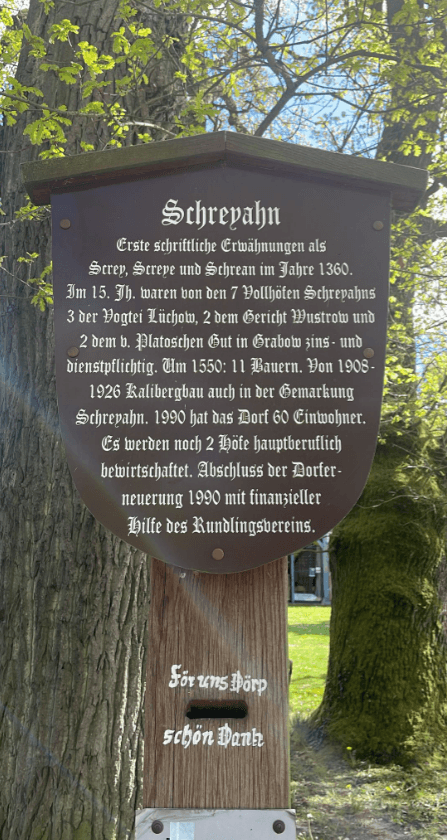 Schreyahn
Erste schriftliche Erwähnungen als
Screy, Screye und Schrean im Jahre 1360.
Im 15. Jh. waren von den 7 Vollhöfen Schreyahns
3 der Vogtei Lüchow, 2 dem Gericht Wustrow und
2 dem v. Platoschen Gut in Grabow zins- und
dienstpflichtig. Um 1550: 11 Bauern. Von 1908-
1926 Kalibergbau auch in der Gemarkung
Schreyahn. 1990 hat das Dorf 60 Einwohner.
Es werden noch 2 Höfe hauptberuflich
bewirtschaftet. Abschluss der Dorfer-
neuerung 1990 mit finanzieller
Hilfe des Rundlingsvereins.
För uns Dörp
schön Dank